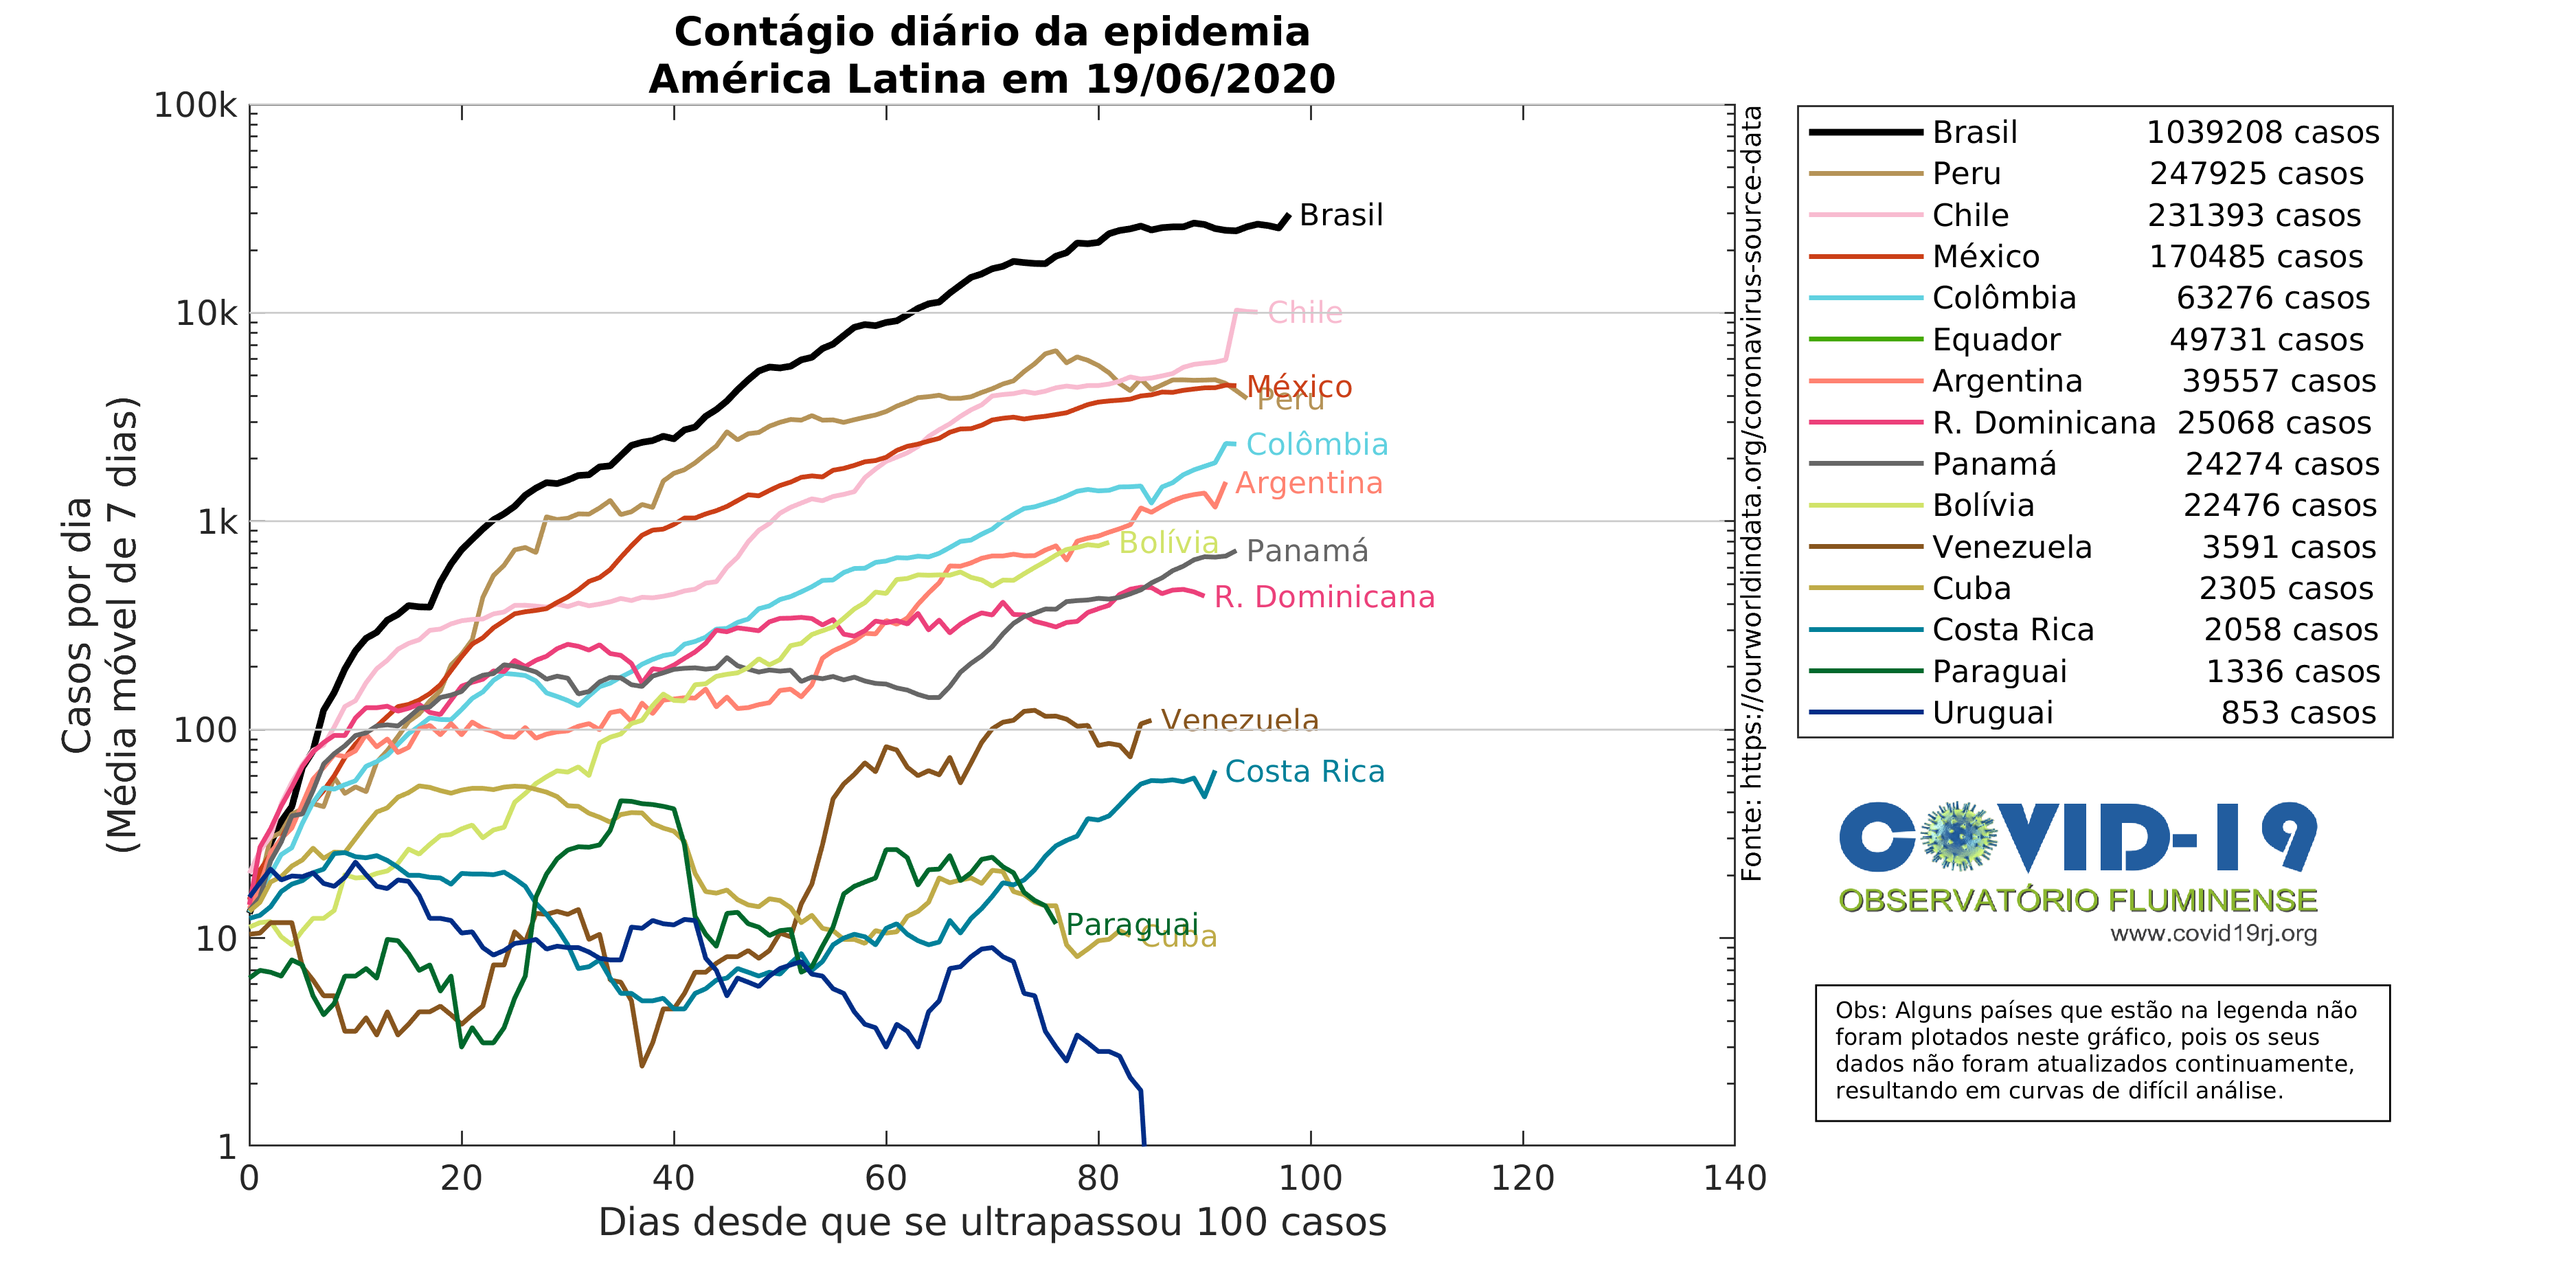 Contágio diário da epidemia
América Latina em 19/06/2020
Casos por dia
(Média móvel de 7 dias)
100k
10k
1k
100
10
1
0 20 40 60 80 100 120 140
Dias desde que se ultrapassou 100 casos
Brasil
Chile
México
Peru
Colômbia
Argentina
Bolívia
Panamá
R. Dominicana
Venezuela
Costa Rica
Paraguai
Cuba
Fonte: https://ourworldindata.org/coronavirus-source-data
Brasil 1039208 casos
Peru 247925 casos
Chile 231393 casos
México 170485 casos
Colômbia 63276 casos
Equador 49731 casos
Argentina 39557 casos
R. Dominicana 25068 casos
Panamá 24274 casos
Bolívia 22476 casos
Venezuela 3591 casos
Cuba 2305 casos
Costa Rica 2058 casos
Paraguai 1336 casos
Uruguai 853 casos
COVID-19
OBSERVATÓRIO FLUMINENSE
www.covid19rj.org
Obs: Alguns países que estão na legenda não
foram plotados neste gráfico, pois os seus
dados não foram atualizados continuamente,
resultando em curvas de difícil análise.